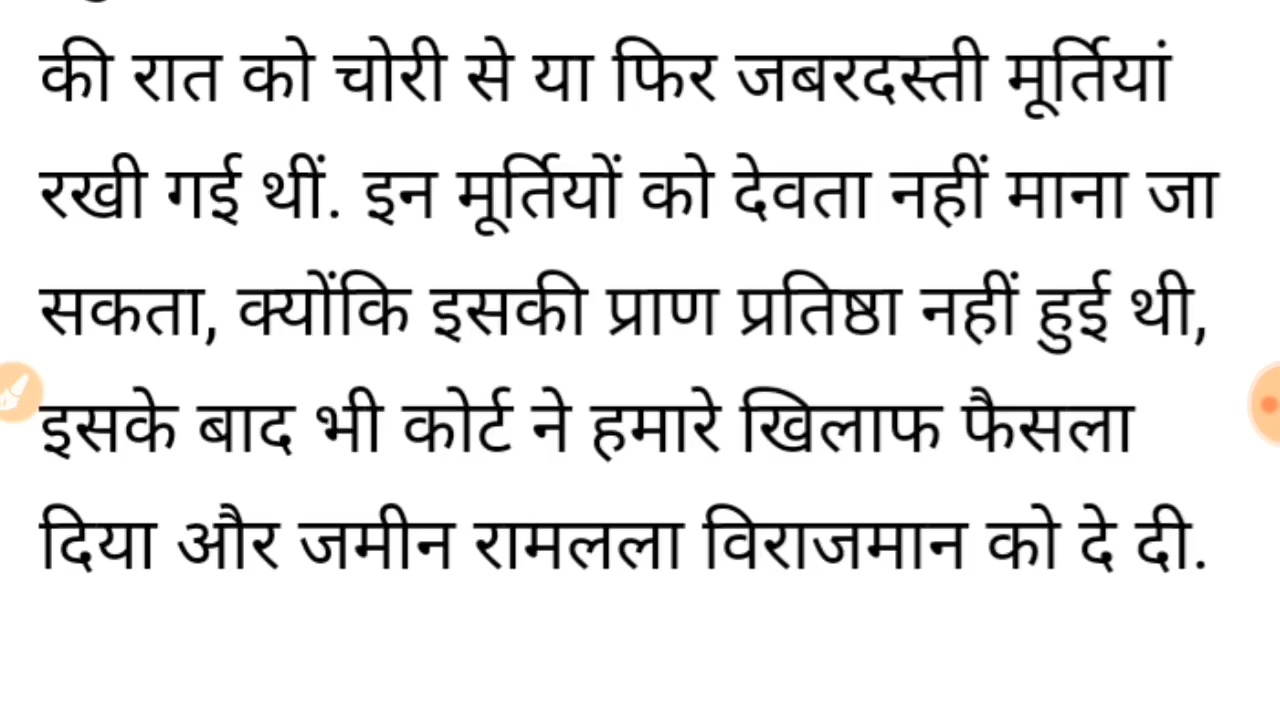 की रात को चोरी से या फिर जबरदस्ती मूर्तियां
रखी गई थीं. इन मूर्तियों को देवता नहीं माना जा
सकता, क्योंकि इसकी प्राण प्रतिष्ठा नहीं हुई थी,
इसके बाद भी कोर्ट ने हमारे खिलाफ फैसला
दिया और जमीन रामलला विराजमान को दे दी.